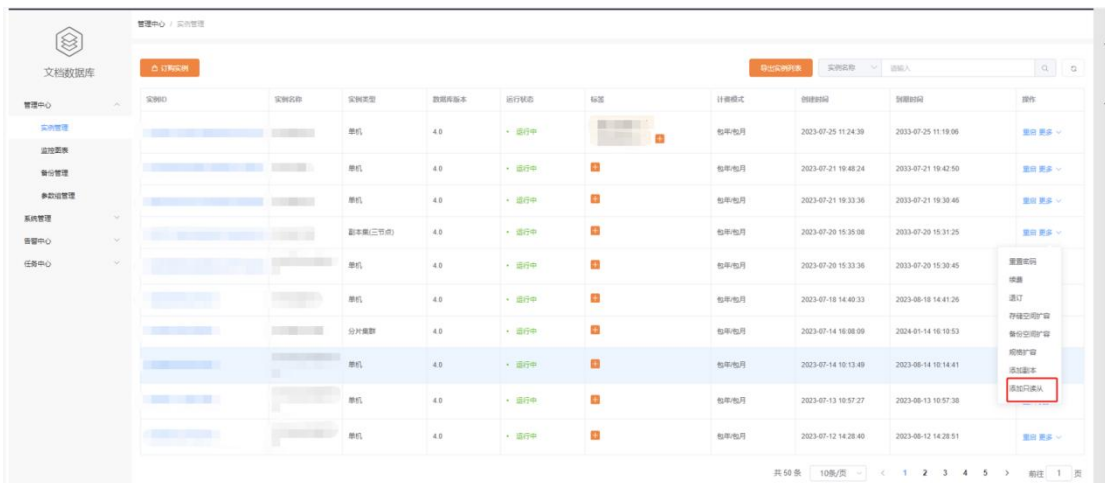 管理中心 / 实例管理
文档数据库
订购实例
导出实例列表 实例名称 请输入
管理中心
实例管理
监控图表
备份管理
参数组管理
系统管理
告警中心
任务中心
实例ID 实例名称 实例类型 数据库版本 运行状态 标签 计费模式 创建时间 到期时间 操作
单机 4.0 运行中 包年/包月 2023-07-25 11:24:39 2033-07-25 11:19:06 重启 更多
单机 4.0 运行中 包年/包月 2023-07-21 19:48:24 2033-07-21 19:42:50 重启 更多
单机 4.0 运行中 包年/包月 2023-07-21 19:33:36 2033-07-21 19:30:46 重启 更多
副本集(三节点) 4.0 运行中 包年/包月 2023-07-20 15:35:08 2033-07-20 15:31:25 重启 更多
单机 4.0 运行中 包年/包月 2023-07-20 15:33:36 2033-07-20 15:30:45
单机 4.0 运行中 包年/包月 2023-07-18 14:40:33 2023-08-18 14:41:26
分片集群 4.0 运行中 包年/包月 2023-07-14 16:08:09 2024-01-14 16:10:53
单机 4.0 运行中 包年/包月 2023-07-14 10:13:49 2023-08-14 10:14:41
单机 4.0 运行中 包年/包月 2023-07-13 10:57:27 2023-08-13 10:57:38
单机 4.0 运行中 包年/包月 2023-07-12 14:28:40 2023-08-12 14:28:51 重启 更多
重置密码
续费
退订
存储空间扩容
备份空间扩容
规格扩容
添加副本
添加只读从
共 50 条 10条/页 < 1 2 3 4 5 > 前往 1 页